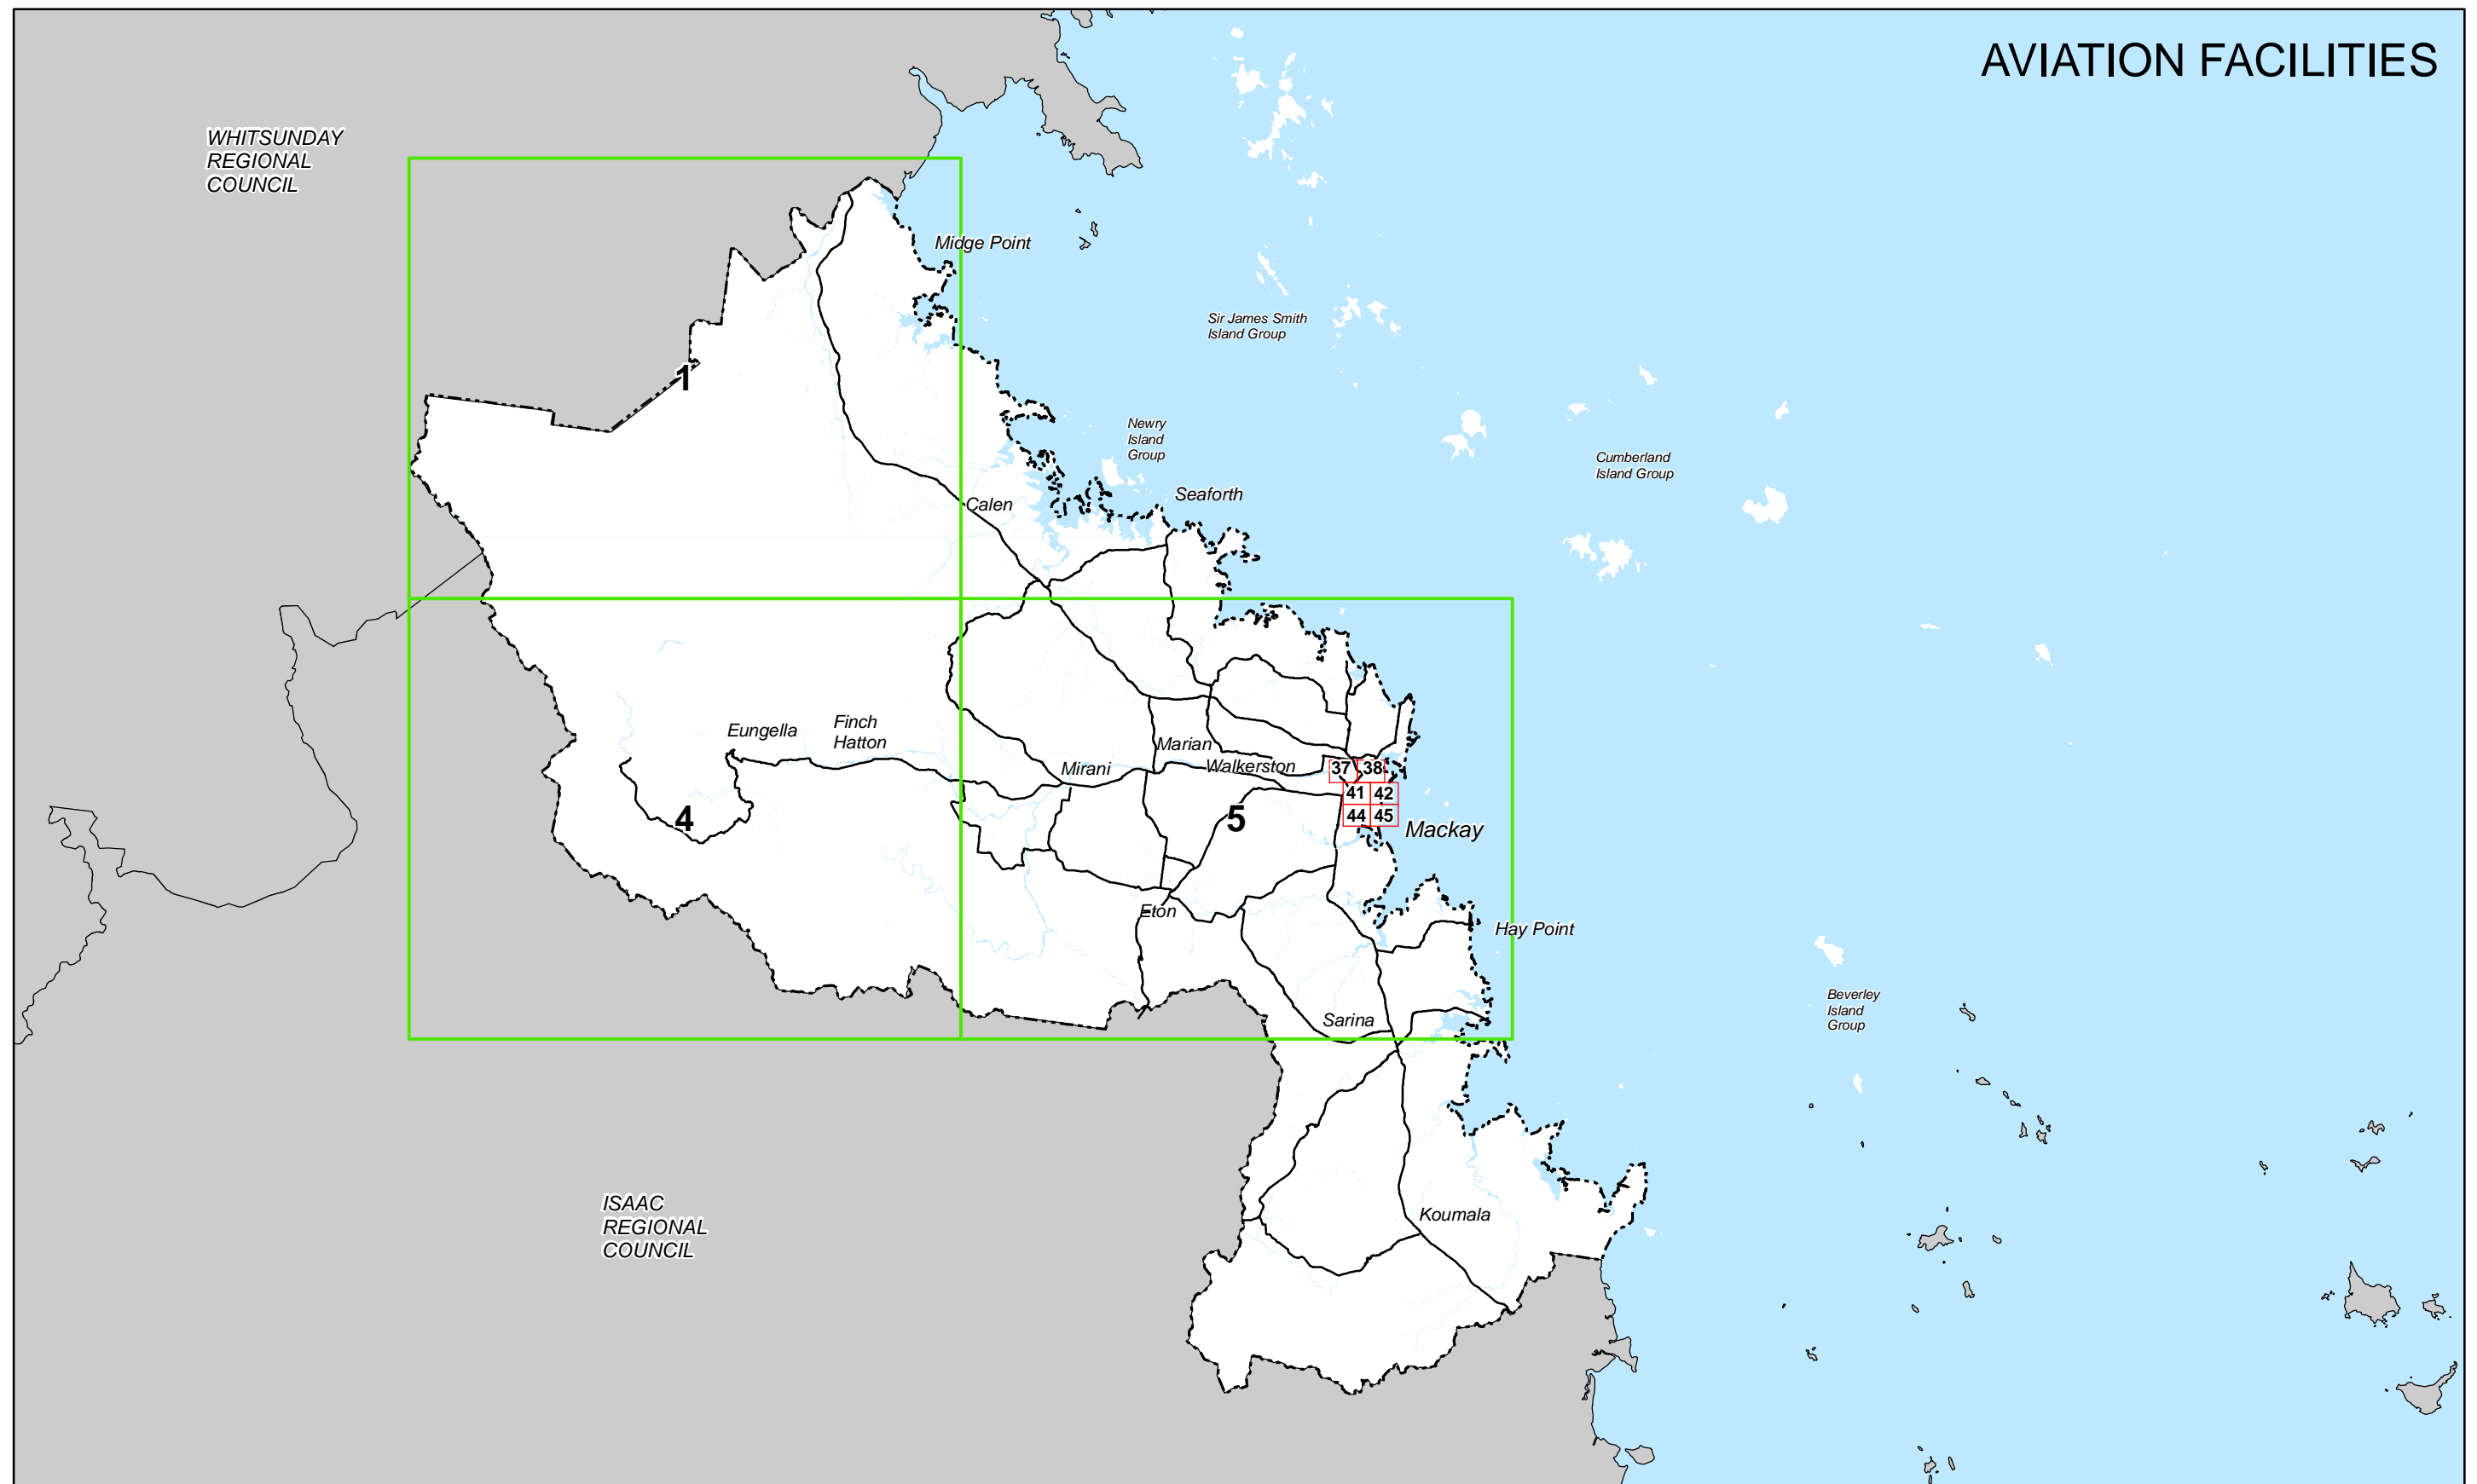 AVIATION FACILITIES
WHITSUNDAY
REGIONAL
COUNCIL
Midge Point
Sir James Smith
Island Group
1
Newry
Island
Group
Cumberland
Island Group
Seaforth
Calen
Eungella
Finch
Hatton
Marian
Mirani
Walkerston
37
38
41
42
44
45
4
5
Mackay
Eton
Hay Point
Sarina
Beverley
Island
Group
ISAAC
REGIONAL
COUNCIL
Koumala